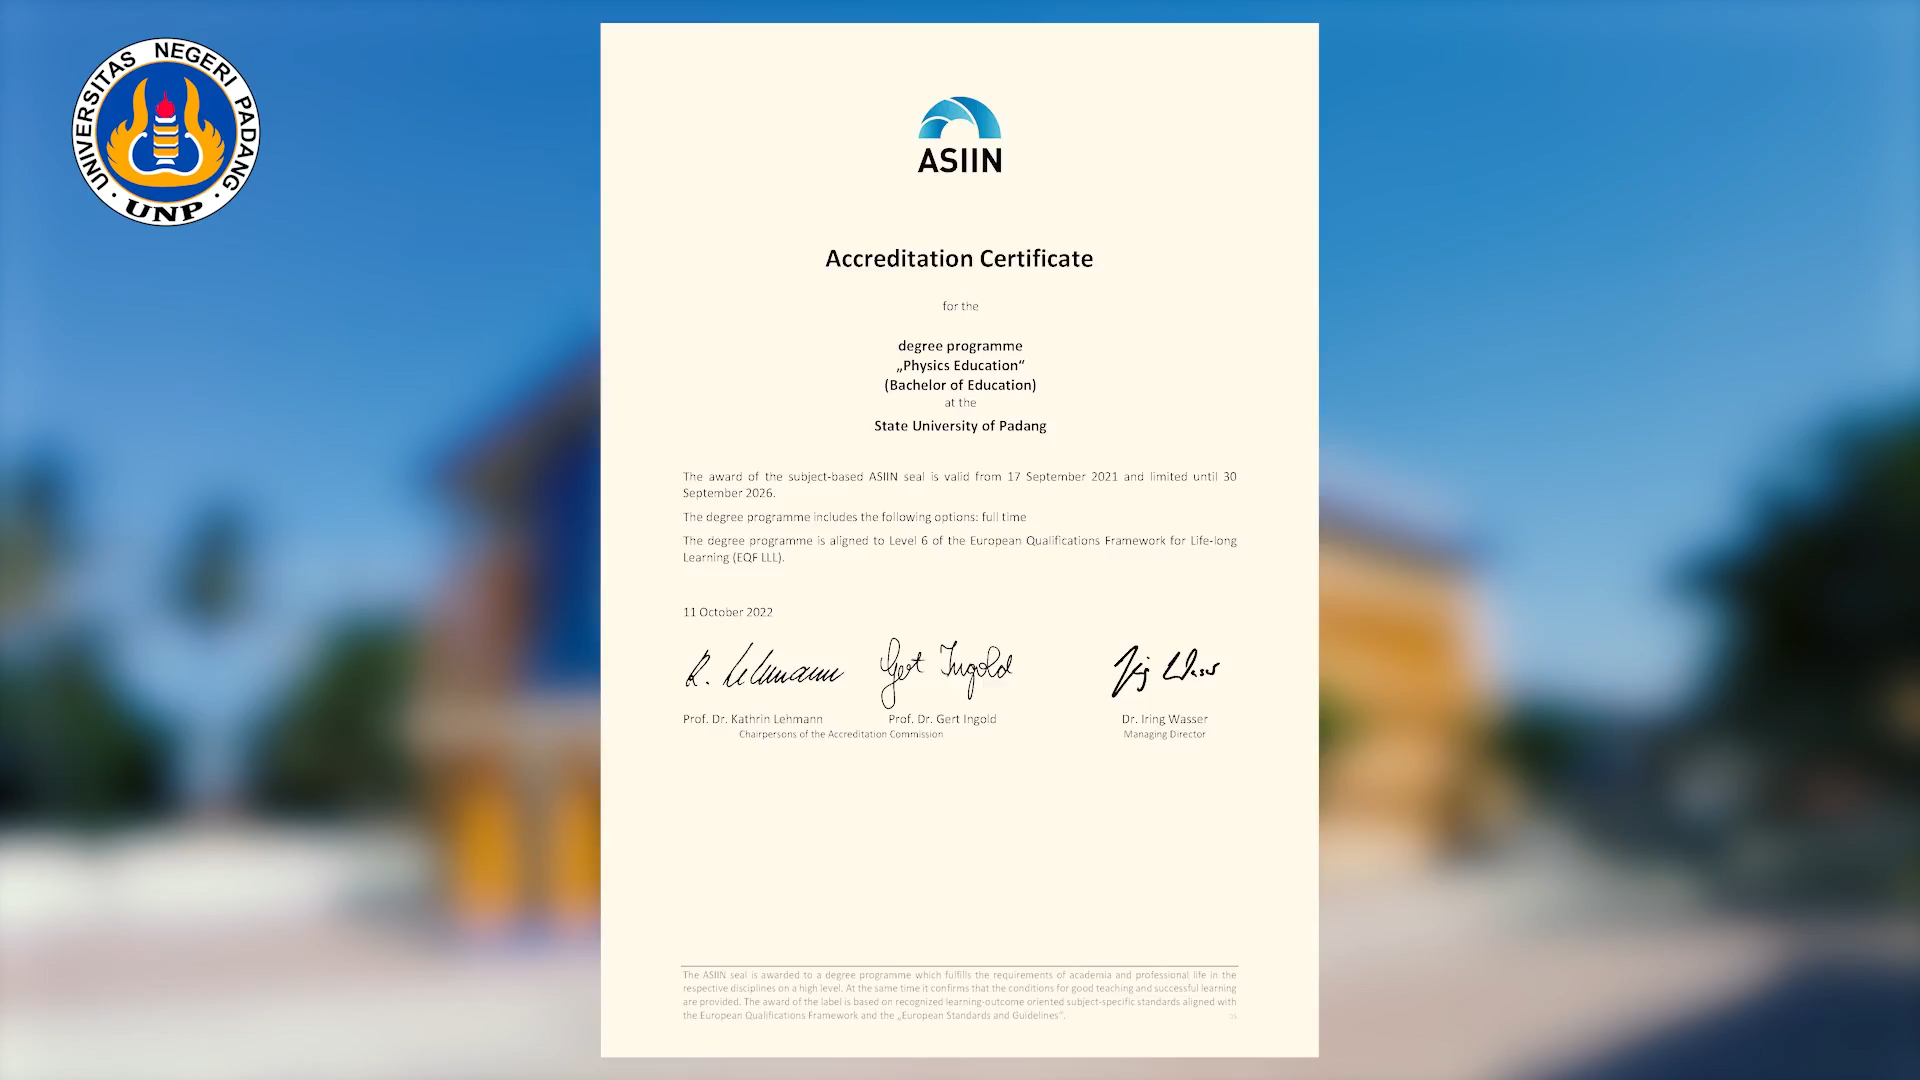 UNIVERSITAS NEGERI PADANG
UNP
ASIIN
Accreditation Certificate
for the
degree programme
„Physics Education“
(Bachelor of Education)
at the
State University of Padang
The award of the subject-based ASIIN seal is valid from 17 September 2021 and limited until 30
September 2026.
The degree programme includes the following options: full time
The degree programme is aligned to Level 6 of the European Qualifications Framework for Life-long
Learning (EQF LLL).
11 October 2022
R. Lehmann Gert Ingold Iring Wasser
Prof. Dr. Kathrin Lehmann Prof. Dr. Gert Ingold Dr. Iring Wasser
Chairpersons of the Accreditation Commission Managing Director
The ASIIN seal is awarded to a degree programme which fulfills the requirements of academia and professional life in the
respective disciplines on a high level. At the same time it confirms that the conditions for good teaching and successful learning
are provided. The award of the label is based on recognized learning-outcome oriented subject-specific standards aligned with
the European Qualifications Framework and the „European Standards and Guidelines“.